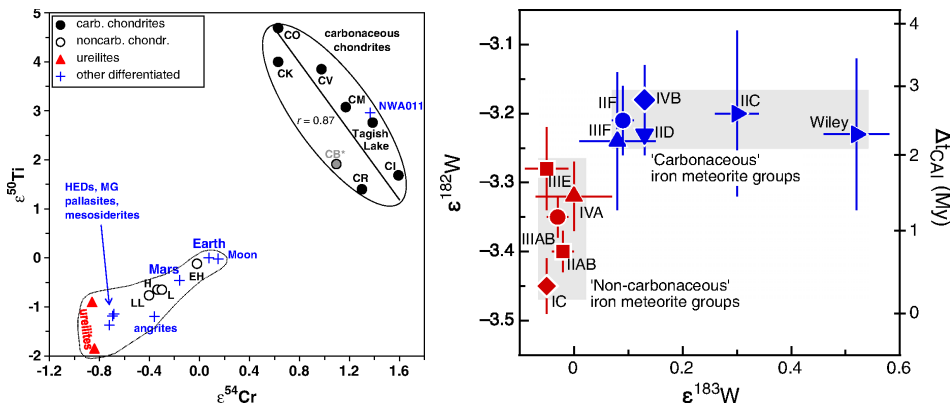 5
4
3
2
1
0
-1
-2
ε50Ti
carb. chondrites
noncarb. chondr.
ureilites
other differentiated
CO
carbonaceous
chondrites
CK
CV
CM
NWA011
r = 0.87
Tagish
Lake
CB*
CI
CR
HEDs, MG
pallasites,
mesosiderites
Earth
Moon
Mars
EH
H
L
LL
angrites
ureilites
-1.2
-0.8
-0.4
0.0
0.4
0.8
1.2
1.6
ε54Cr
−3.1
−3.2
−3.3
−3.4
−3.5
ε182W
IIF
IVB
IIC
Wiley
IIIF
IID
'Carbonaceous'
iron meteorite groups
IIIE
IVA
IIIAB
IIAB
IC
'Non-carbonaceous'
iron meteorite groups
0
0.2
0.4
0.6
ε183W
4
3
2
1
0
ΔtCAI (My)